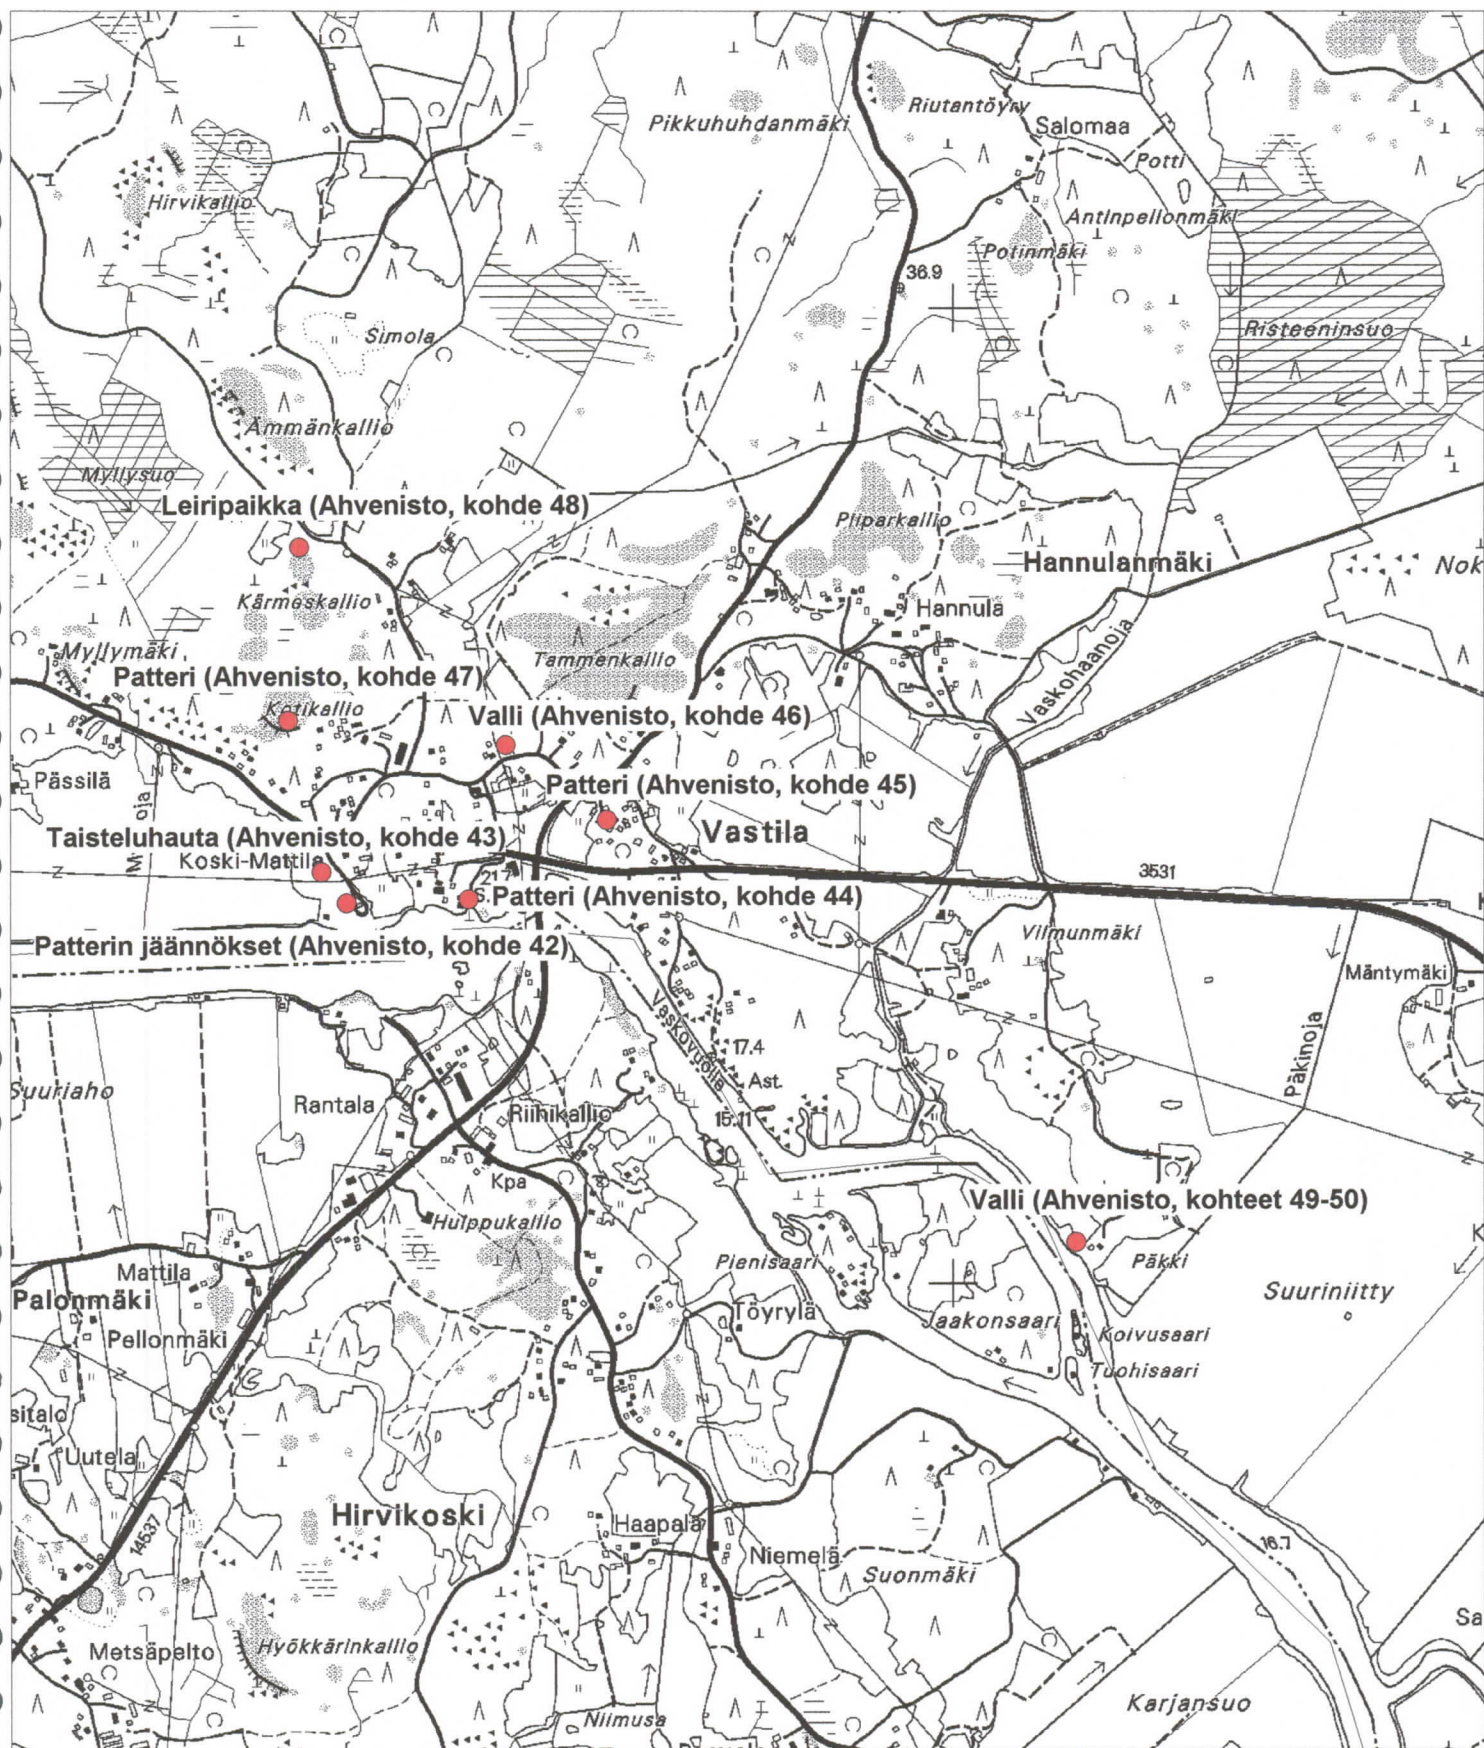 Pikkuhuhdanmäki
Riutantöyry
Salomaa
Potti
Hirvikallio
Antinpellonmäki
Potinmäki
36.9
Simola
Risteeninsuo
Ämmänkallio
Myllysuo
Leiripaikka (Ahvenisto, kohde 48)
Piiparkallio
Hannulanmäki
Nok
Kärmeskallio
Hannula
Myllymäki
Tammenkallio
Vaskohaanoja
Patteri (Ahvenisto, kohde 47)
Kotikallio
Valli (Ahvenisto, kohde 46)
Pässilä
Patteri (Ahvenisto, kohde 45)
oja
Taisteluhauta (Ahvenisto, kohde 43)
Vastila
Koski-Mattila
3531
Patteri (Ahvenisto, kohde 44)
Vilmunmäki
Patterin jäännökset (Ahvenisto, kohde 42)
Mäntymäki
Vaskovuolle
17.4
Päkinoja
Suuriaho
Ast.
Rantala
Riihikallio
15.11
Kpa
Valli (Ahvenisto, kohteet 49-50)
Huippukallio
Pienisaari
Päkki
Mattila
Suuriniitty
Palonmäki
Töyrylä
Jaakonsaari
Koivusaari
Pellonmäki
Tuohisaari
sitalo
Uutela
Hirvikoski
14537
Haapala
16.7
Niemelä
Suonmäki
Sa
Metsäpelto
Hyökkärinkallio
Karjansuo
Niimusa